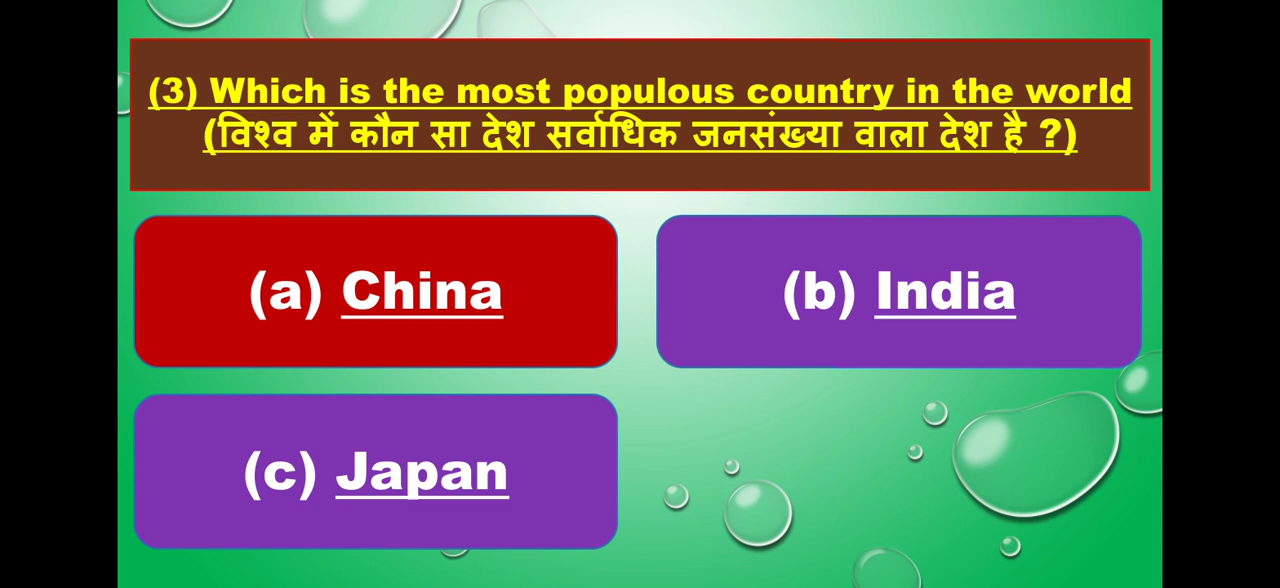 (3) Which is the most populous country in the world
(विश्व में कौन सा देश सर्वाधिक जनसंख्या वाला देश है ?)
(a) China
(b) India
(c) Japan